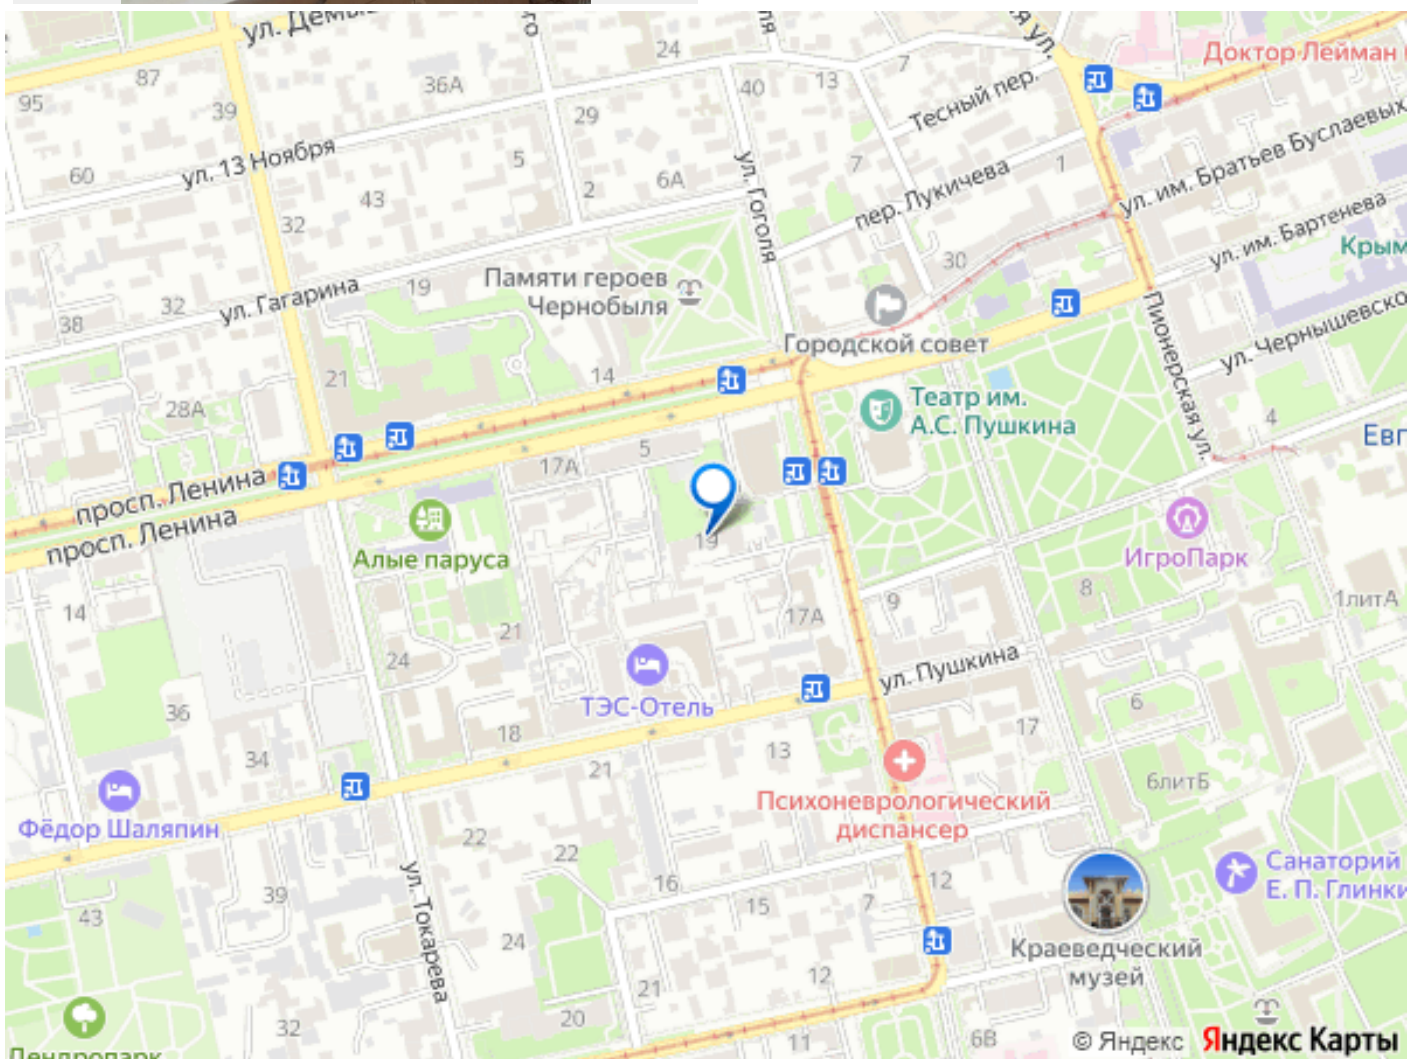 ул. Демы
24
Доктор Лейман
87
36А
95
39
40
13
7
Тесный пер.
29
ул. 13 Ноября
5
60
43
2
6А
ул. Гоголя
7
пер. Лукичева
1
ул. им. Братьев Буслаевых
32
ул. им. Бартенева
Крым
30
ул. Гагарина
19
Памяти героев
Чернобыля
32
38
Пионерская ул.
ул. Чернышевско
Городской совет
21
14
28А
Театр им.
А.С. Пушкина
4
Евп
5
17А
просп. Ленина
просп. Ленина
Алые паруса
19
ИгроПарк
14
9
8
1литА
17А
21
24
ул. Пушкина
ТЭС-Отель
36
18
6
17
34
13
21
6литБ
Фёдор Шаляпин
Психоневрологический
диспансер
22
22
ул. Токарева
16
12
Санаторий
Е. П. Глинки
39
43
15
7
24
Краеведческий
музей
12
21
32
20
11
6В
Дендропарк
© Яндекс Яндекс Карты